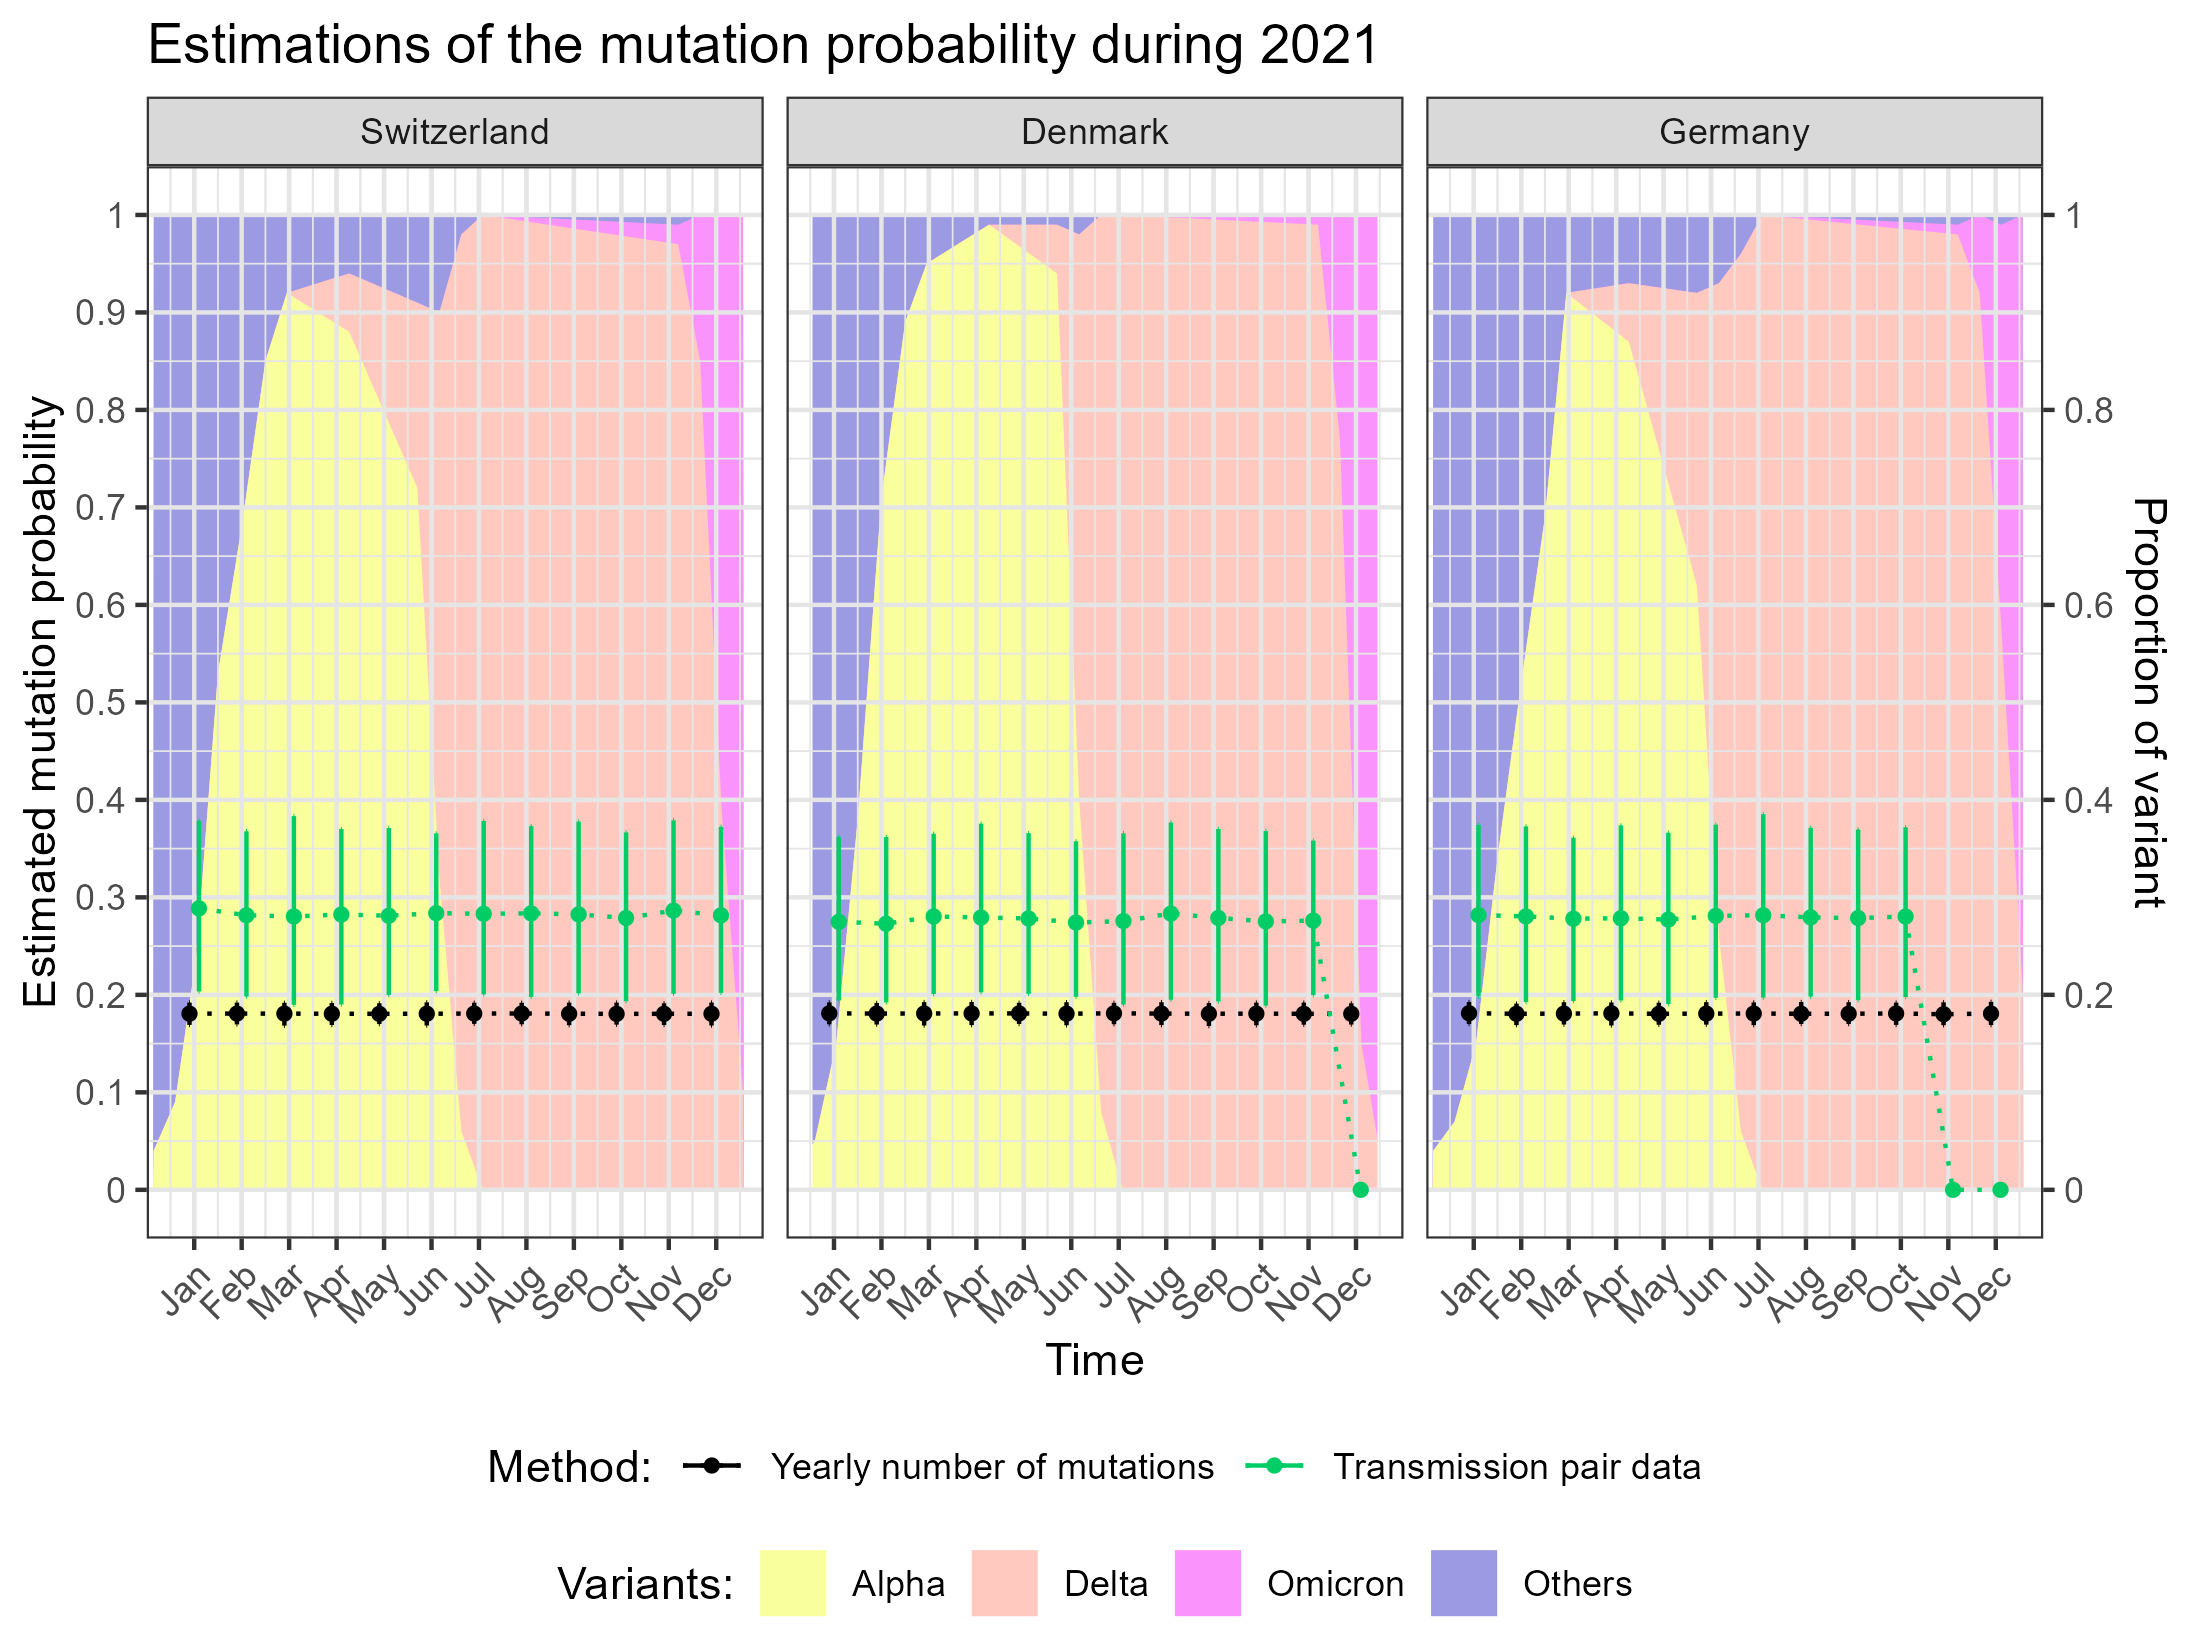 Estimations of the mutation probability during 2021
Switzerland Denmark Germany
Estimated mutation probability
1
0.9
0.8
0.7
0.6
0.5
0.4
0.3
0.2
0.1
0
1
0.8
0.6
0.4
0.2
0
Proportion of variant
Jan Feb Mar Apr May Jun Jul Aug Sep Oct Nov Dec
Jan Feb Mar Apr May Jun Jul Aug Sep Oct Nov Dec
Jan Feb Mar Apr May Jun Jul Aug Sep Oct Nov Dec
Time
Method: Yearly number of mutations Transmission pair data
Variants: Alpha Delta Omicron Others